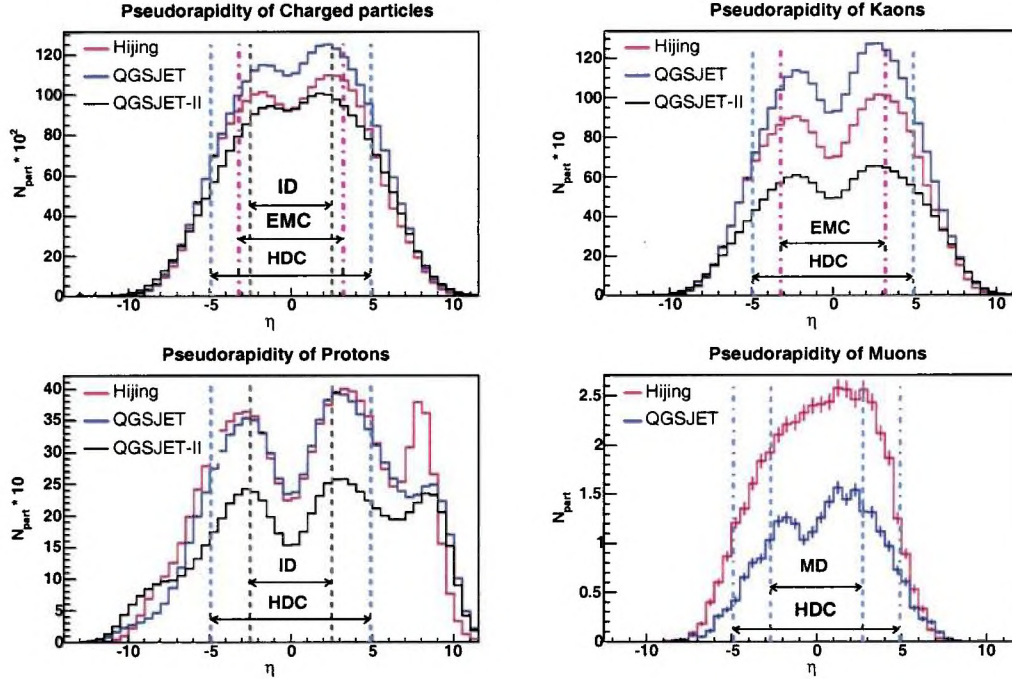 Pseudorapidity of Charged particles
N_part * 10^2
120
100
80
60
40
20
0
Hijing
QGSJET
QGSJET-II
ID
EMC
HDC
-10 -5 0 5 10
η
Pseudorapidity of Kaons
N_part * 10
120
100
80
60
40
20
0
Hijing
QGSJET
QGSJET-II
EMC
HDC
-10 -5 0 5 10
η
Pseudorapidity of Protons
N_part * 10
40
35
30
25
20
15
10
5
0
Hijing
QGSJET
QGSJET-II
ID
HDC
-10 -5 0 5 10
η
Pseudorapidity of Muons
N_part
2.5
2
1.5
1
0.5
0
Hijing
QGSJET
MD
HDC
-10 -5 0 5 10
η